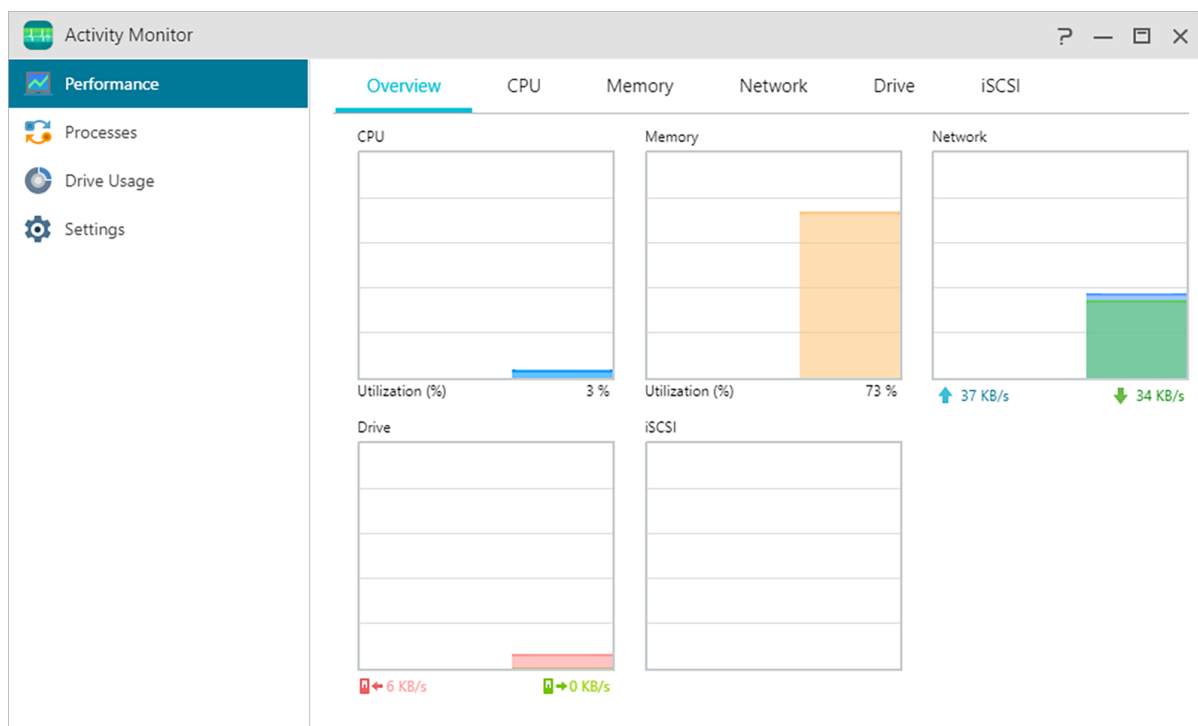 Activity Monitor
Performance
Processes
Drive Usage
Settings
Overview CPU Memory Network Drive iSCSI
CPU Memory Network
Utilization (%) 3 % Utilization (%) 73 % 37 KB/s 34 KB/s
Drive iSCSI
6 KB/s 0 KB/s